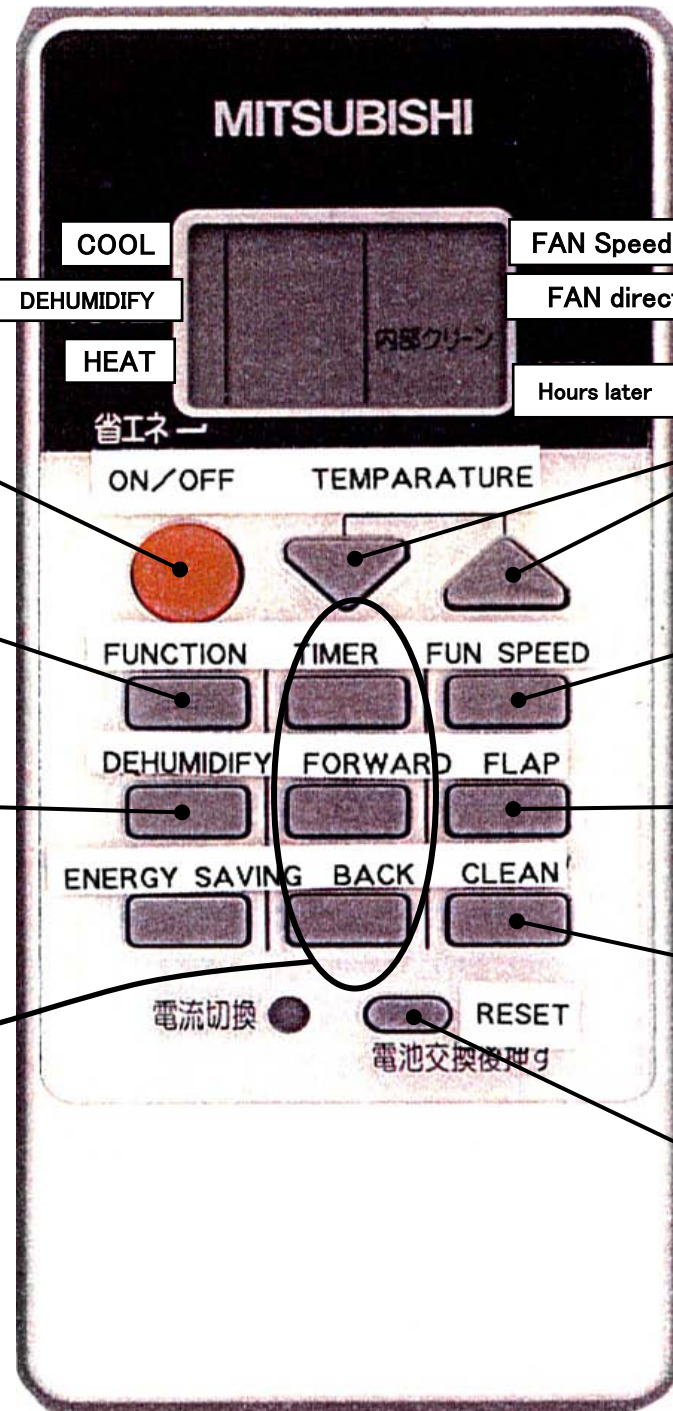 MITSUBISHI
COOL
FAN Speed
DEHUMIDIFY
FAN direct
HEAT
内部クリーン
Hours later
省エネ
ON/OFF TEMPARATURE
FUNCTION TIMER FUN SPEED
DEHUMIDIFY FORWARD FLAP
ENERGY SAVING BACK CLEAN
電流切換 RESET
電池交換後押す